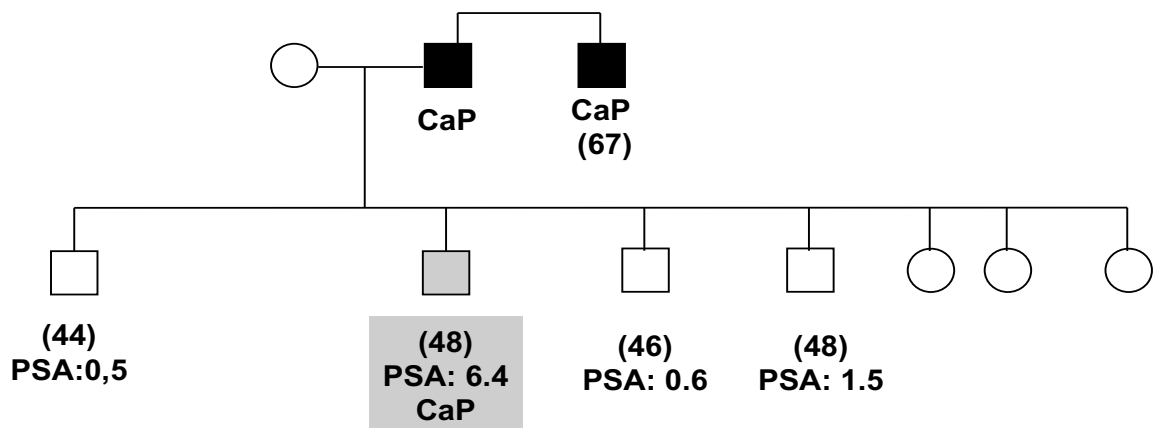 CaP
CaP
(67)
(44)
PSA:0,5
(48)
PSA: 6.4
CaP
(46)
PSA: 0.6
(48)
PSA: 1.5